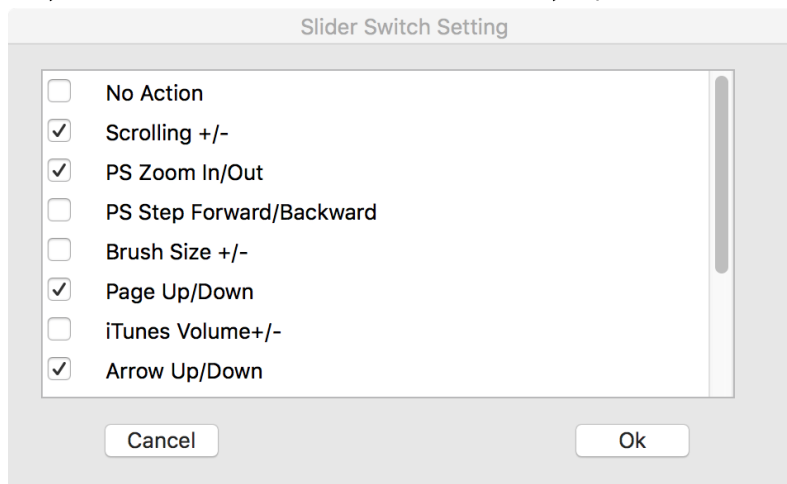 Slider Switch Setting
No Action
Scrolling +/-
PS Zoom In/Out
PS Step Forward/Backward
Brush Size +/-
Page Up/Down
iTunes Volume+/-
Arrow Up/Down
Cancel
Ok